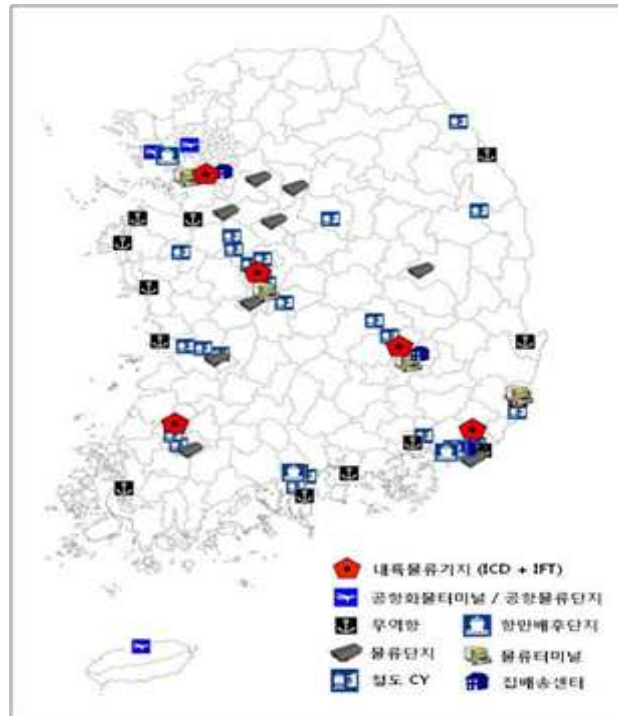 내륙물류기지 (ICD + IFT)
공항화물터미널 / 공항물류단지
무역항
항만배후단지
물류단지
물류터미널
철도 CY
집배송센터